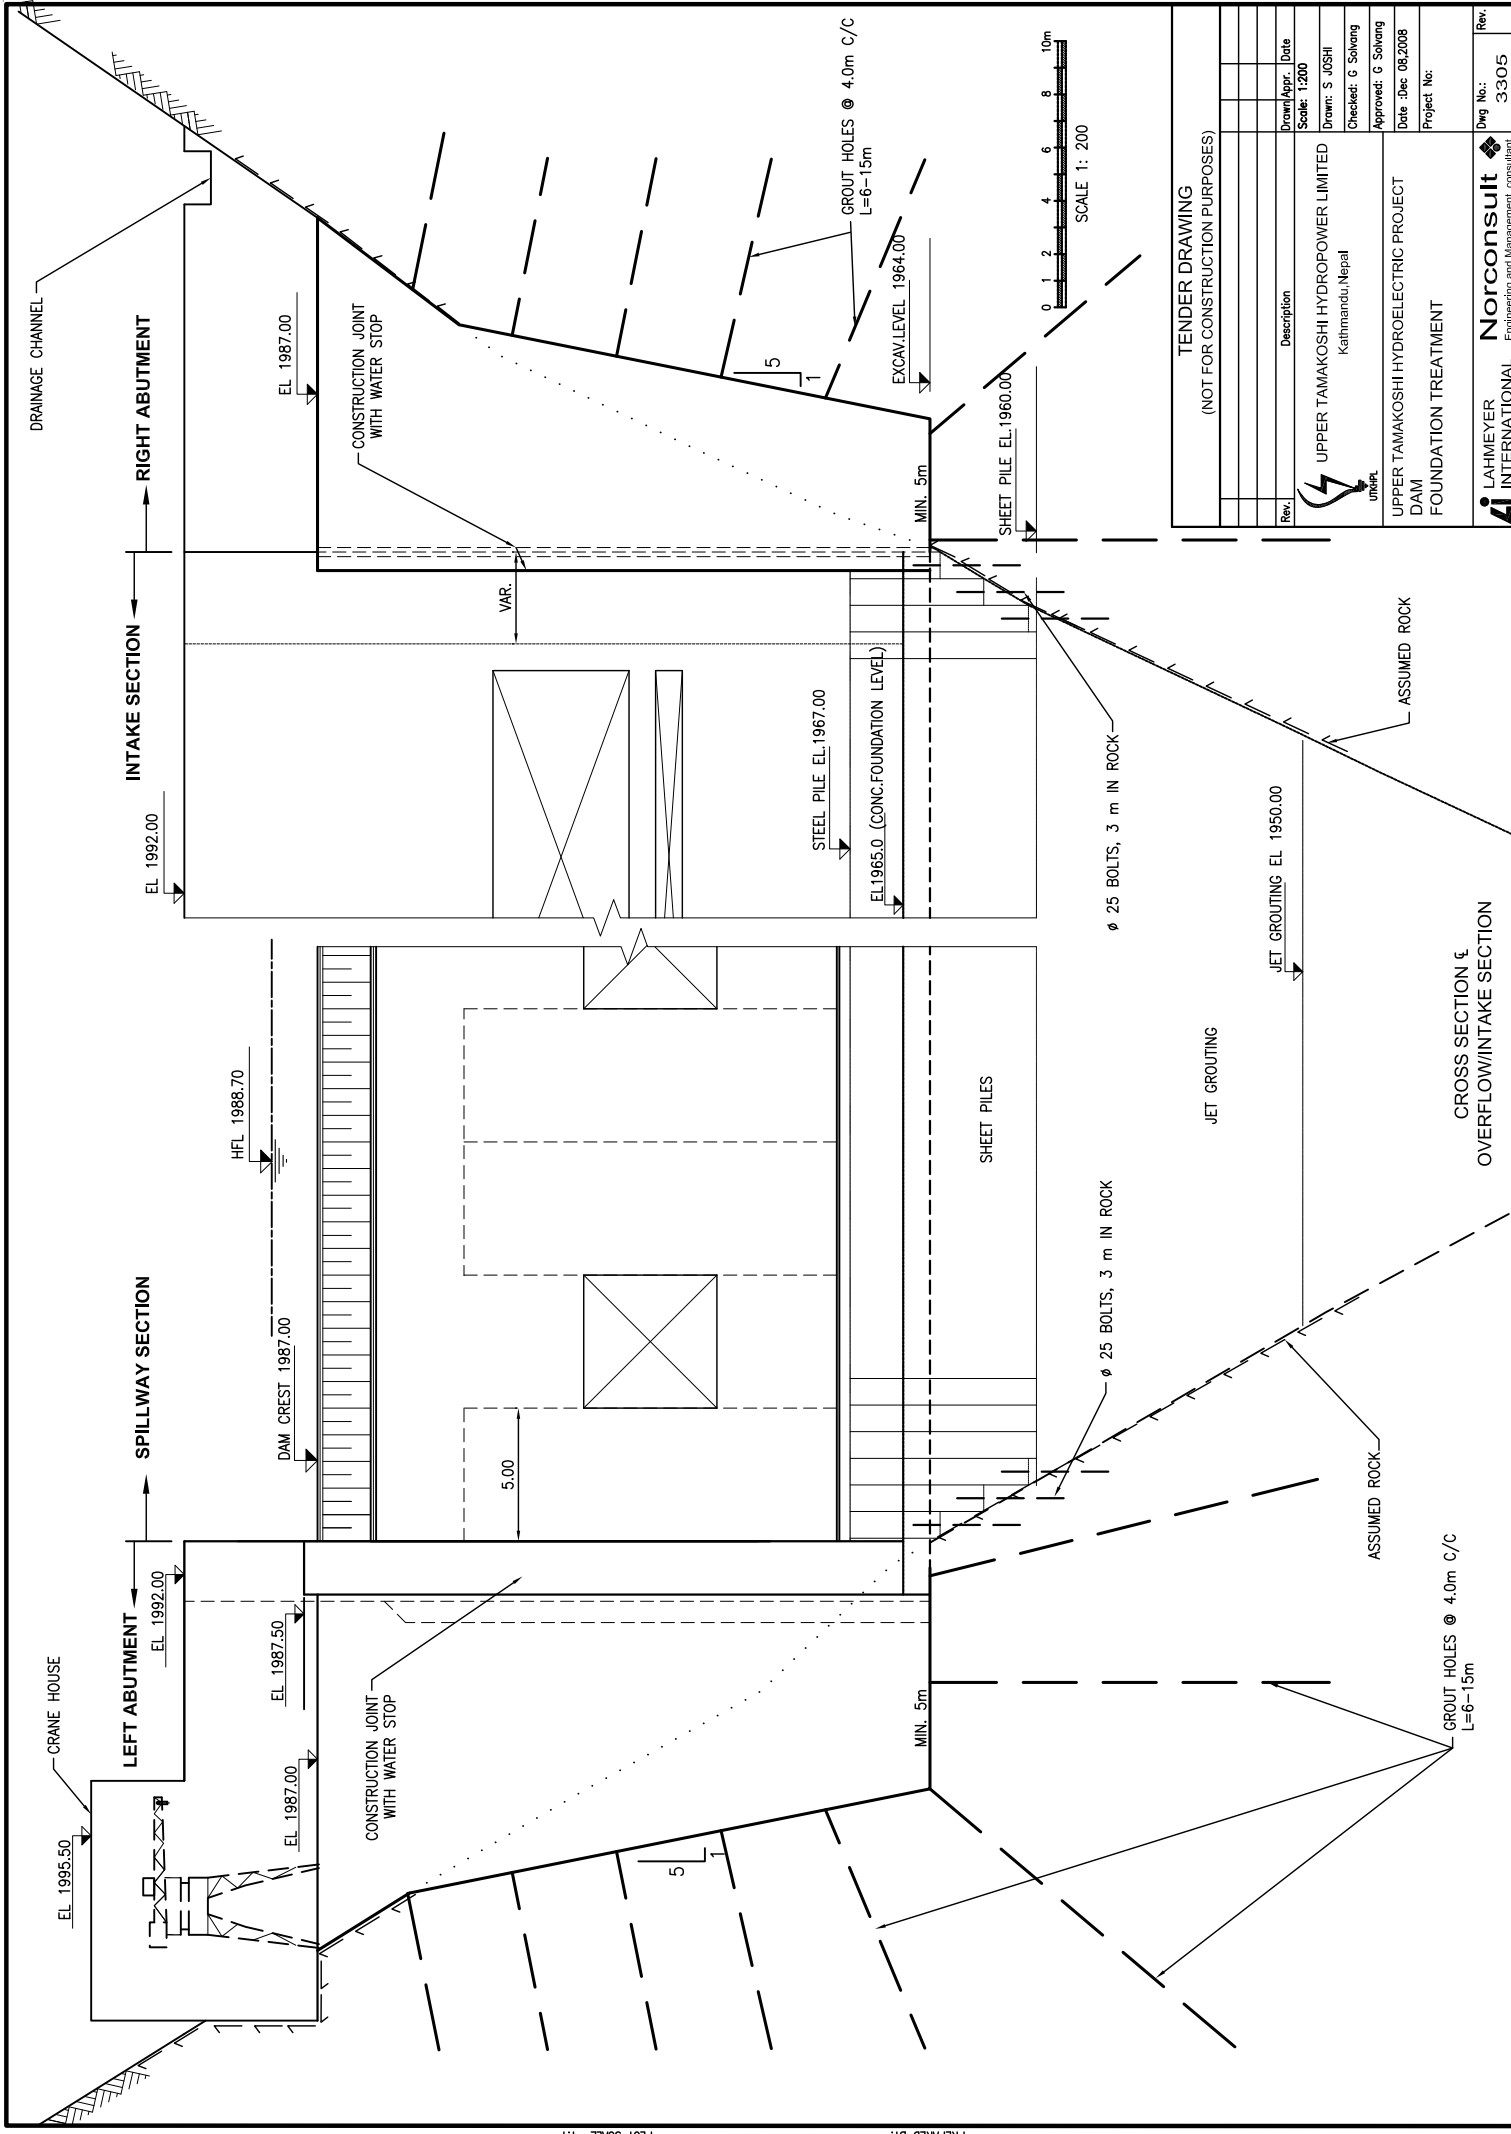 CRANE HOUSE
EL 1995.50
LEFT ABUTMENT
SPILLWAY SECTION
INTAKE SECTION
RIGHT ABUTMENT
DRAINAGE CHANNEL
EL 1992.00
EL 1987.50
EL 1987.00
HFL 1988.70
DAM CREST 1987.00
EL 1992.00
EL 1987.00
CONSTRUCTION JOINT
WITH WATER STOP
CONSTRUCTION JOINT
WITH WATER STOP
5.00
VAR.
5
1
5
1
GROUT HOLES @ 4.0m C/C
L=6-15m
STEEL PILE EL.1967.00
EL1965.0 (CONC.FOUNDATION LEVEL)
EXCAV.LEVEL 1964.00
MIN. 5m
MIN. 5m
SHEET PILES
SHEET PILE EL.1960.00
ø 25 BOLTS, 3 m IN ROCK
ø 25 BOLTS, 3 m IN ROCK
JET GROUTING
JET GROUTING EL 1950.00
ASSUMED ROCK
ASSUMED ROCK
GROUT HOLES @ 4.0m C/C
L=6-15m
CROSS SECTION ℄
OVERFLOW/INTAKE SECTION
0 1 2 4 6 8 10m
SCALE 1: 200
TENDER DRAWING
(NOT FOR CONSTRUCTION PURPOSES)
Rev. Description Drawn Appr. Date
UTKHPL
UPPER TAMAKOSHI HYDROPOWER LIMITED
Kathmandu,Nepal
Scale: 1:200
Drawn: S JOSHI
Checked: G Solvang
Approved: G Solvang
Date :Dec 08,2008
Project No:
UPPER TAMAKOSHI HYDROELECTRIC PROJECT
DAM
FOUNDATION TREATMENT
LAHMEYER
INTERNATIONAL
Norconsult
Engineering and Management consultant
Dwg No.:
3305
Rev.